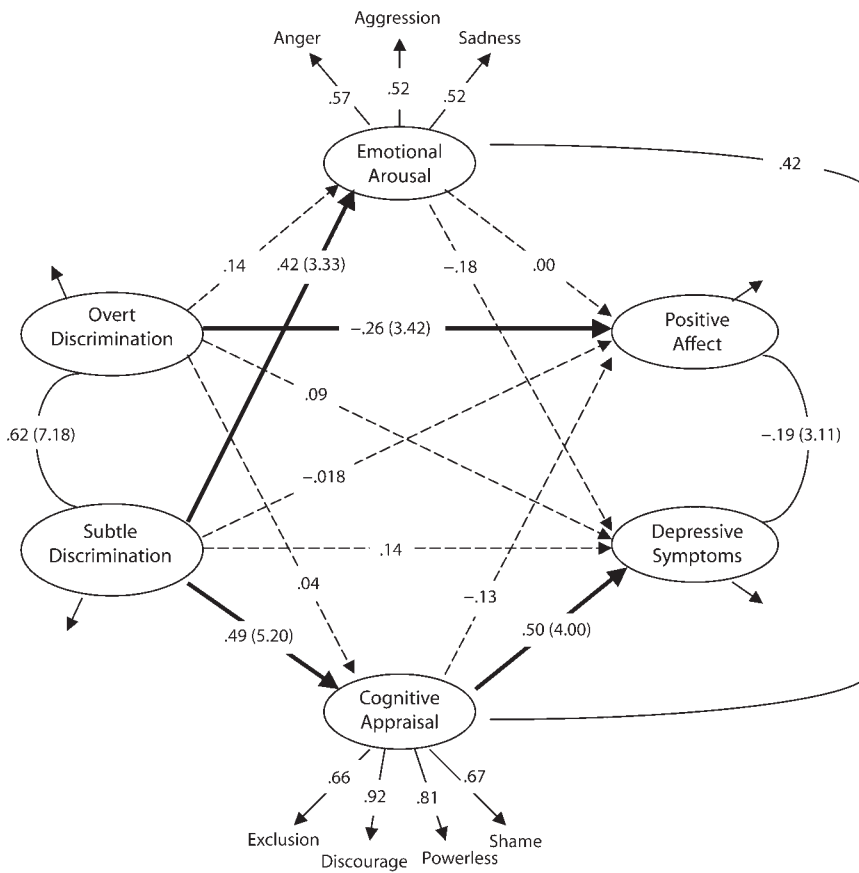 Aggression
Anger
Sadness
.57
.52
.52
Emotional
Arousal
.42
.14
.42 (3.33)
–.18
.00
Overt
Discrimination
–.26 (3.42)
Positive
Affect
.09
.62 (7.18)
–.19 (3.11)
–.018
Subtle
Discrimination
.14
Depressive
Symptoms
.04
–.13
.49 (5.20)
.50 (4.00)
Cognitive
Appraisal
.66
.92
.81
.67
Exclusion
Discourage
Powerless
Shame